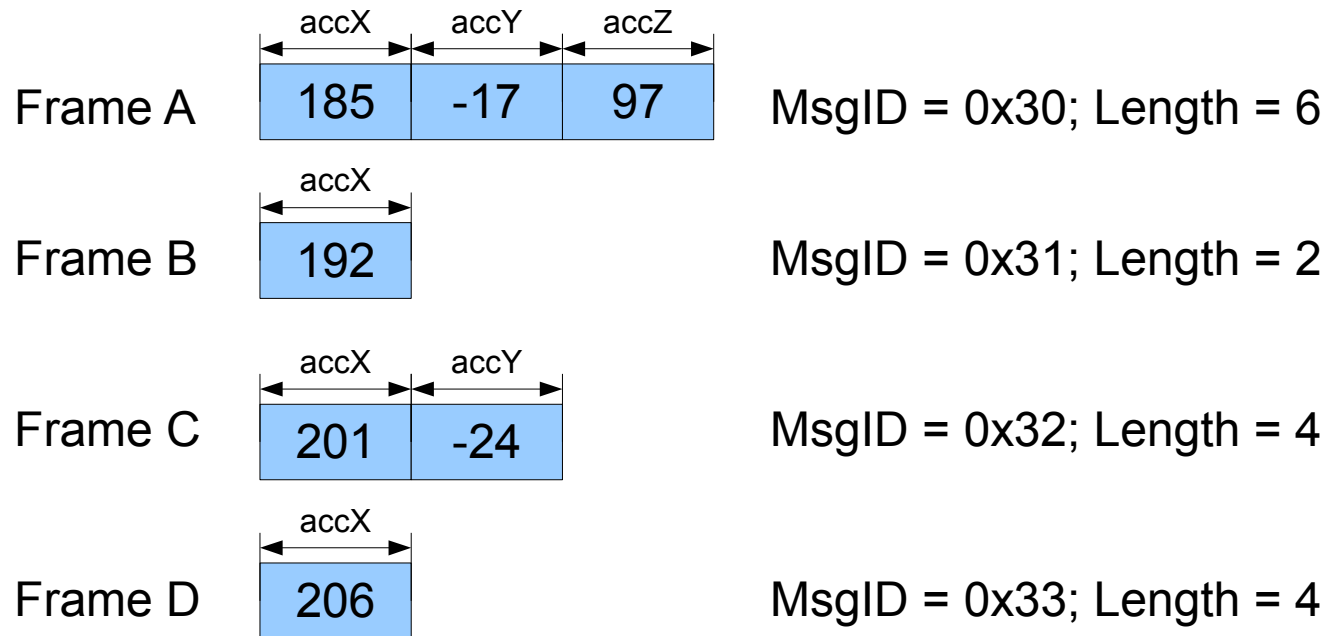 accX accY accZ
Frame A 185 -17 97 MsgID = 0x30; Length = 6
accX
Frame B 192 MsgID = 0x31; Length = 2
accX accY
Frame C 201 -24 MsgID = 0x32; Length = 4
accX
Frame D 206 MsgID = 0x33; Length = 4